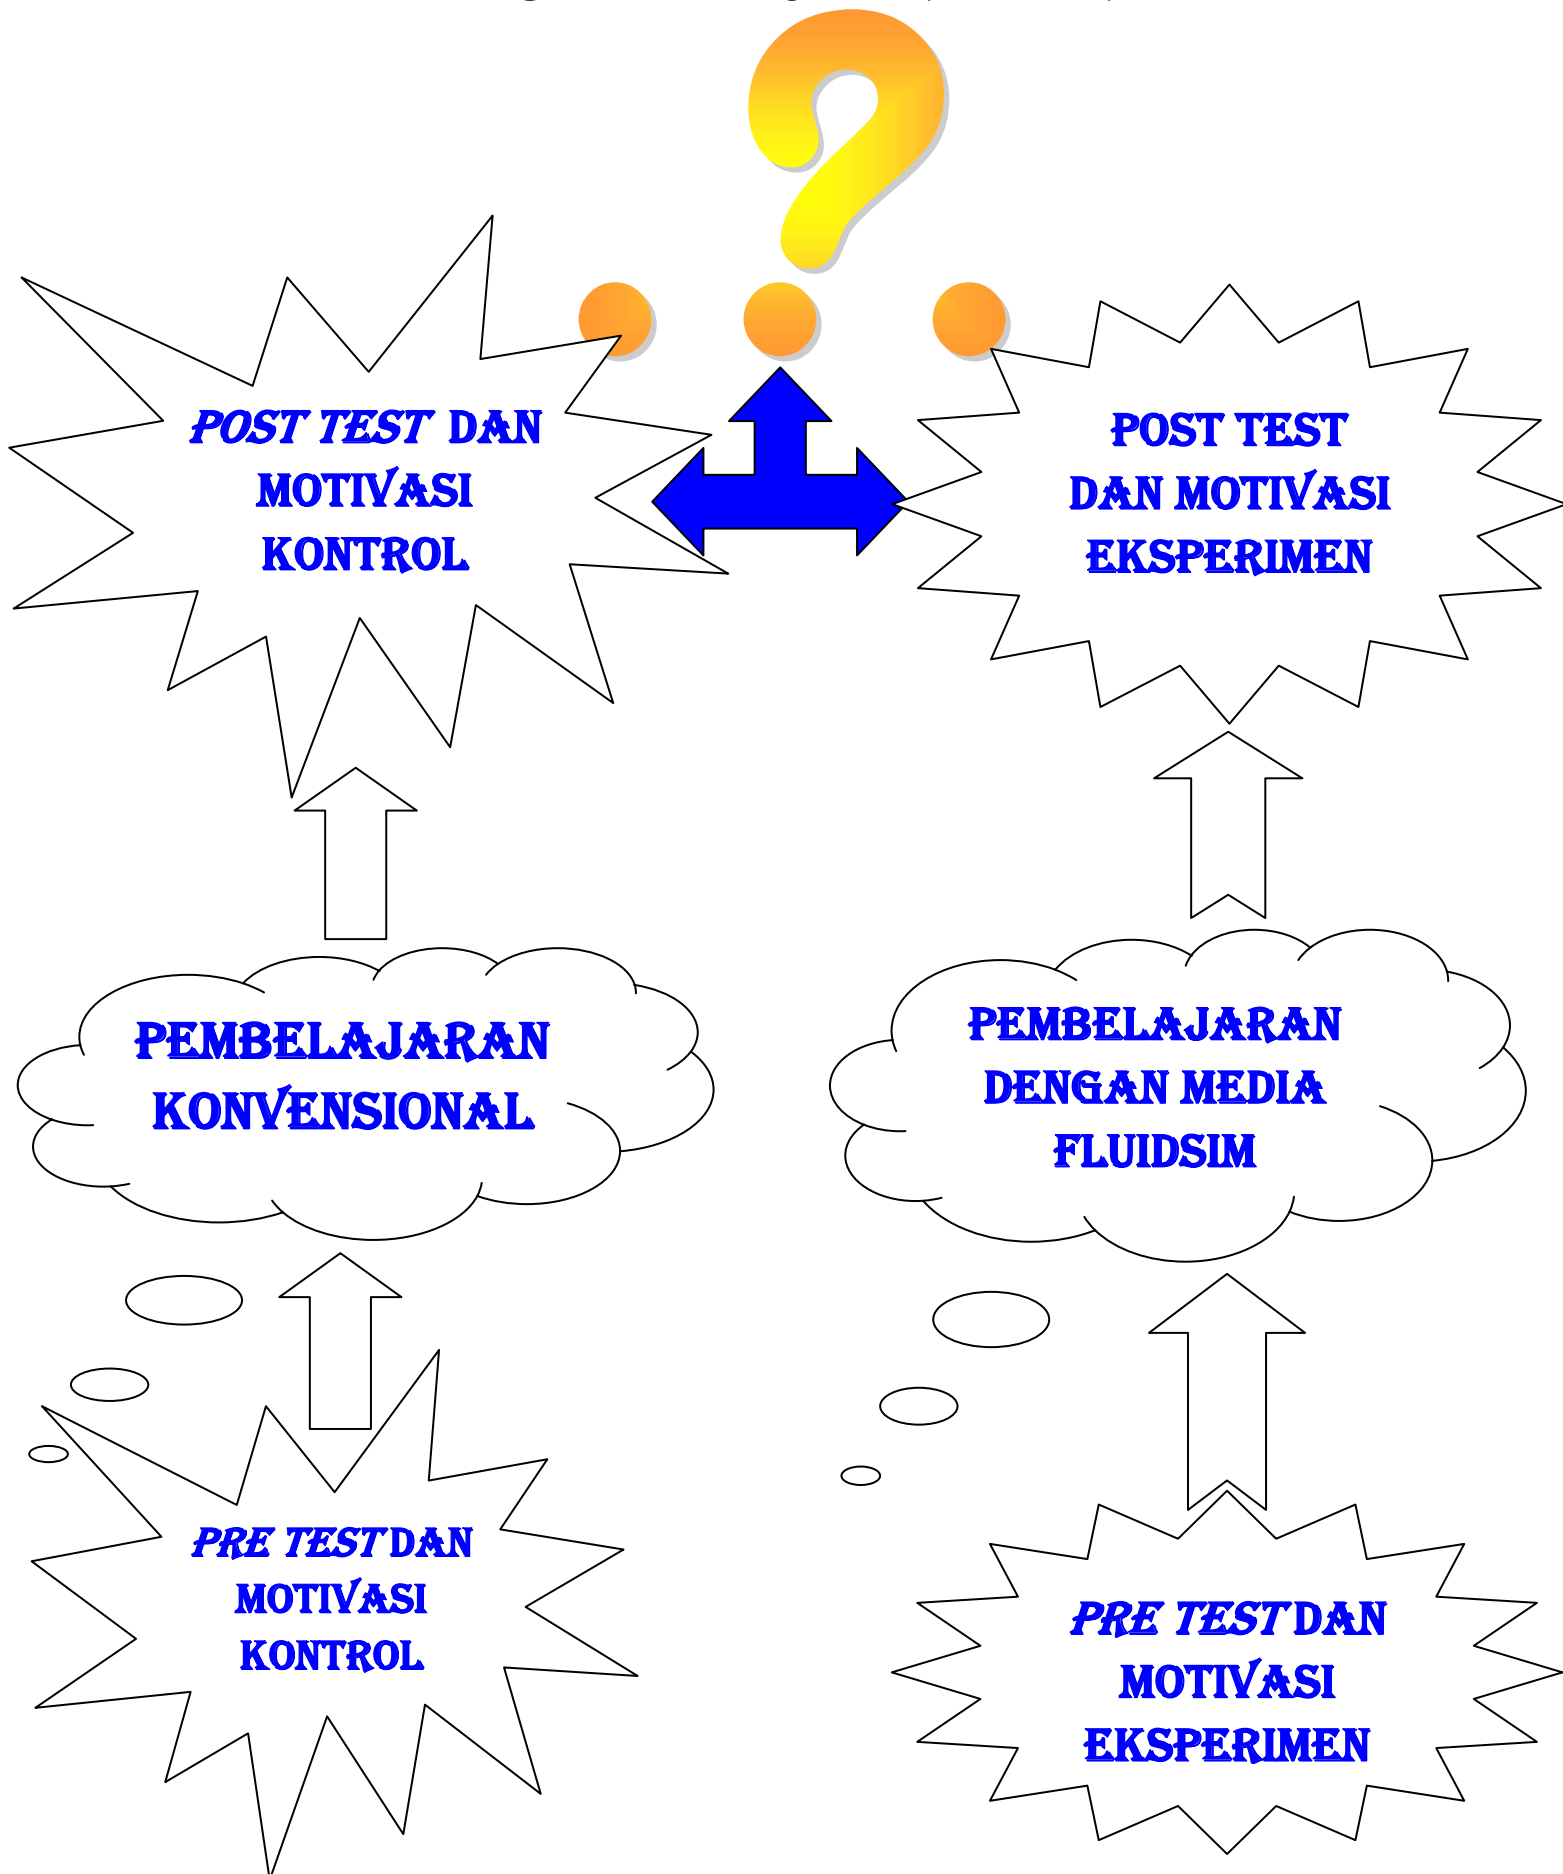 ?
POST TEST DAN
MOTIVASI
KONTROL
POST TEST
DAN MOTIVASI
EKSPERIMEN
PEMBELAJARAN
KONVENSIONAL
PEMBELAJARAN
DENGAN MEDIA
FLUIDSIM
PRE TEST DAN
MOTIVASI
KONTROL
PRE TEST DAN
MOTIVASI
EKSPERIMEN